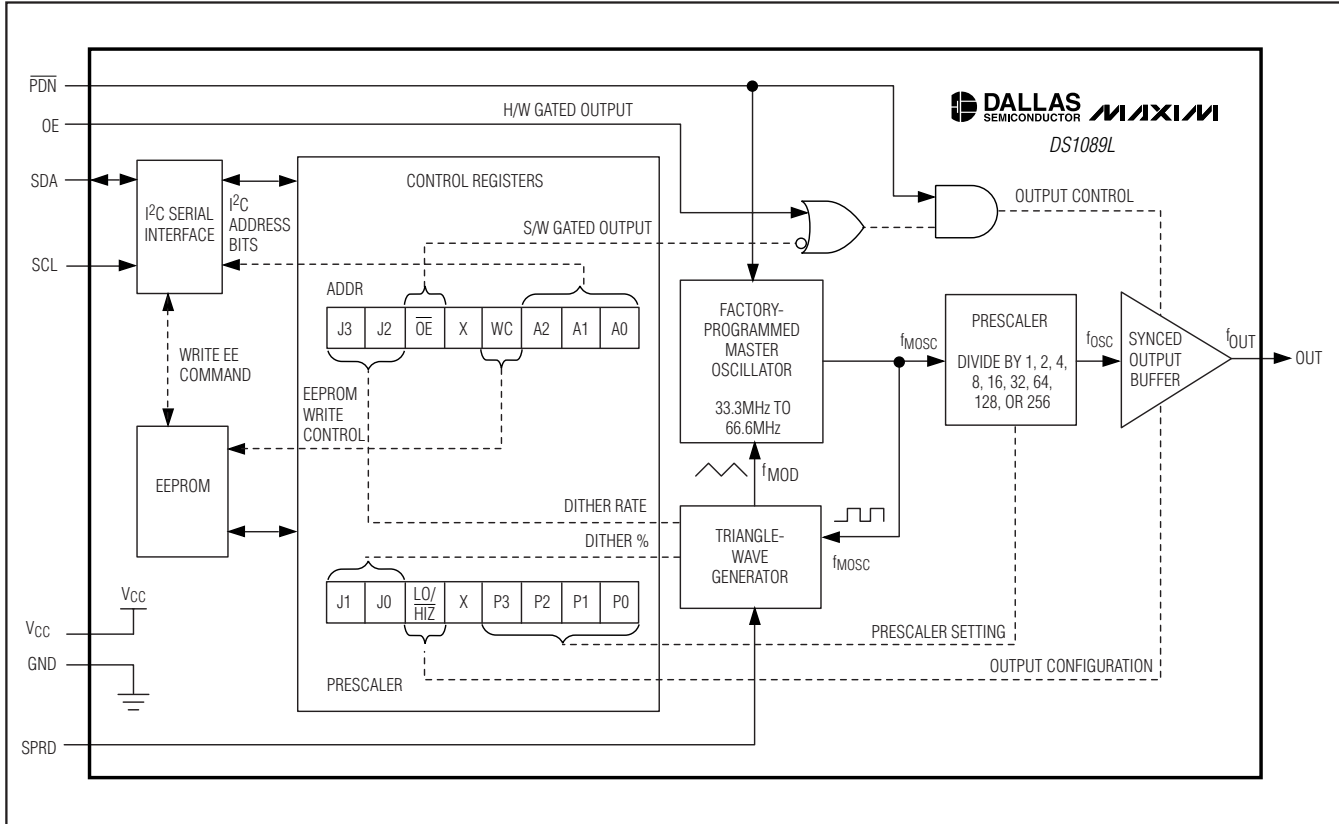 PDN
OE
SDA
SCL
VCC
VCC
GND
SPRD
H/W GATED OUTPUT
DALLAS
SEMICONDUCTOR
MAXIM
DS1089L
I2C SERIAL
INTERFACE
I2C
ADDRESS
BITS
CONTROL REGISTERS
S/W GATED OUTPUT
OUTPUT CONTROL
ADDR
J3 J2 OE X WC A2 A1 A0
WRITE EE
COMMAND
EEPROM
WRITE
CONTROL
EEPROM
FACTORY-
PROGRAMMED
MASTER
OSCILLATOR
33.3MHz TO
66.6MHz
fMOSC
PRESCALER
DIVIDE BY 1, 2, 4,
8, 16, 32, 64,
128, OR 256
fOSC
SYNCED
OUTPUT
BUFFER
fOUT
OUT
fMOD
DITHER RATE
DITHER %
TRIANGLE-
WAVE
GENERATOR
fMOSC
J1 J0 LO/HIZ X P3 P2 P1 P0
PRESCALER SETTING
OUTPUT CONFIGURATION
PRESCALER